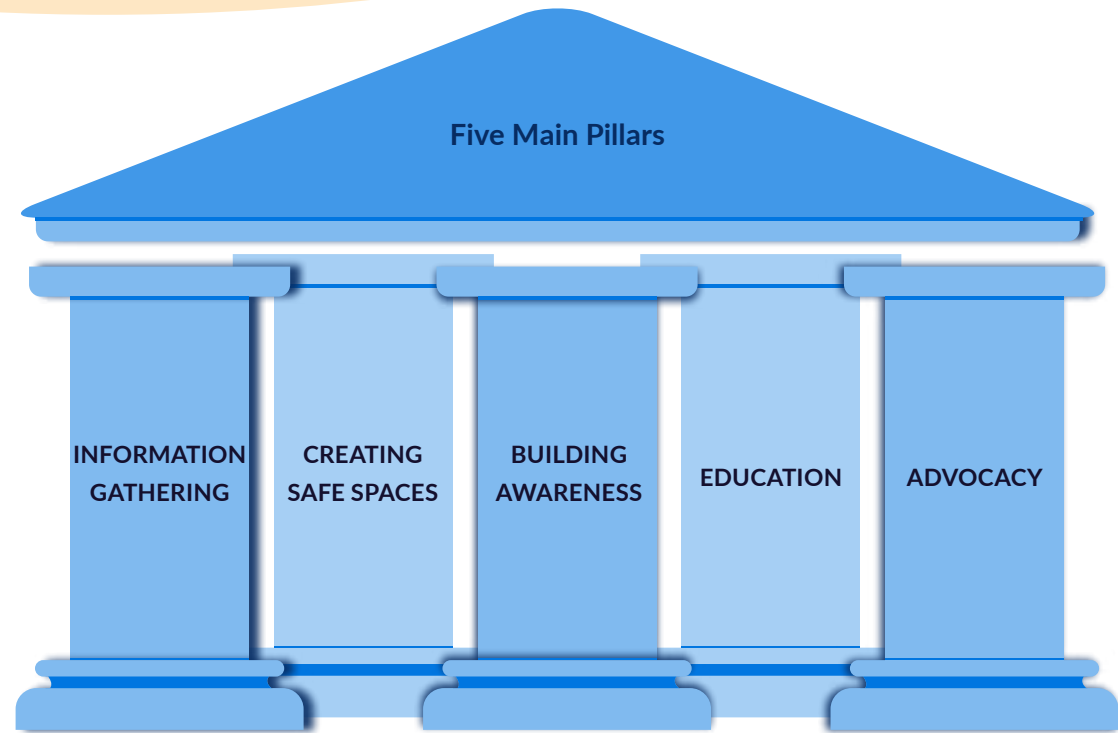 Five Main Pillars
INFORMATION
GATHERING
CREATING
SAFE SPACES
BUILDING
AWARENESS
EDUCATION
ADVOCACY